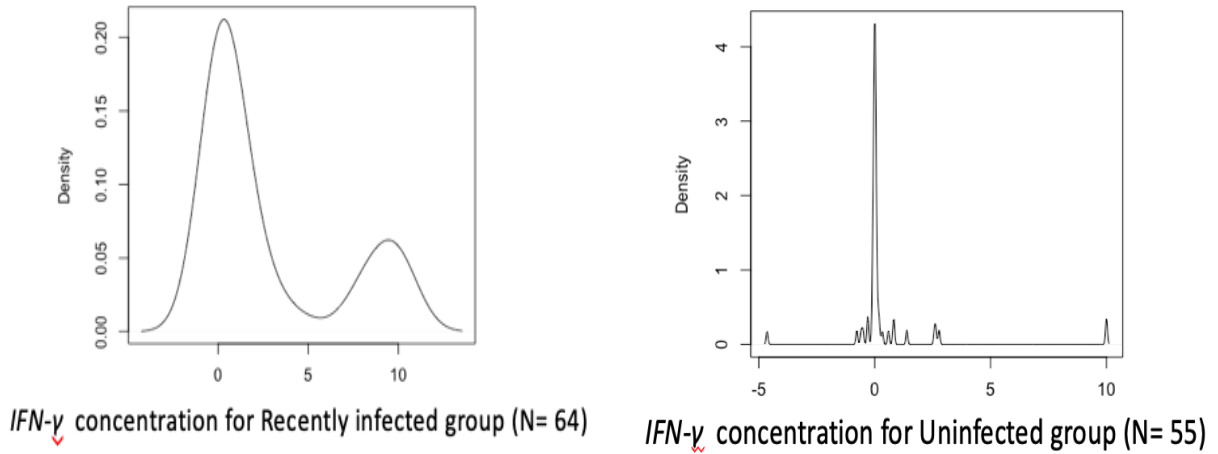 Density
0.20
0.15
0.10
0.05
0.00
0 5 10
IFN-γ concentration for Recently infected group (N= 64)
Density
4
3
2
1
0
-5 0 5 10
IFN-γ concentration for Uninfected group (N= 55)